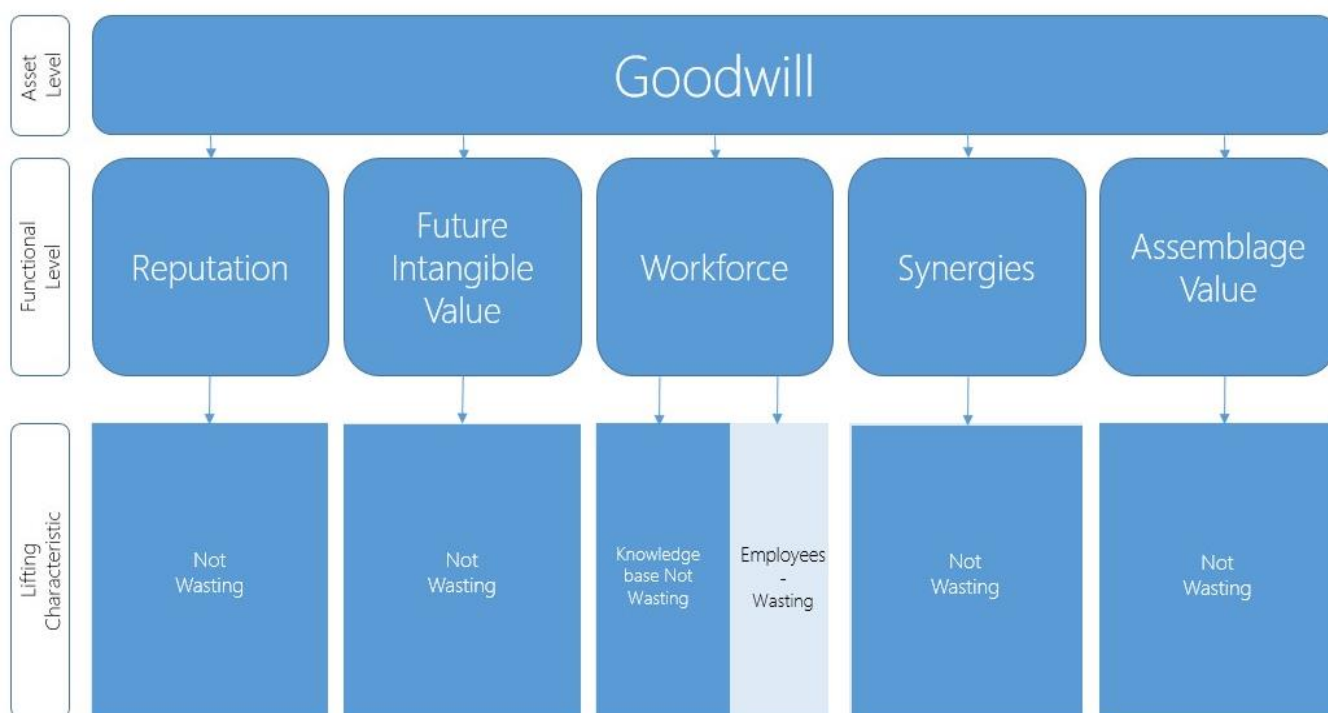 Asset
Level
Goodwill
Functional
Level
Reputation
Future
Intangible
Value
Workforce
Synergies
Assemblage
Value
Lifting
Characteristic
Not
Wasting
Not
Wasting
Knowledge
base Not
Wasting
Employees
-
Wasting
Not
Wasting
Not
Wasting